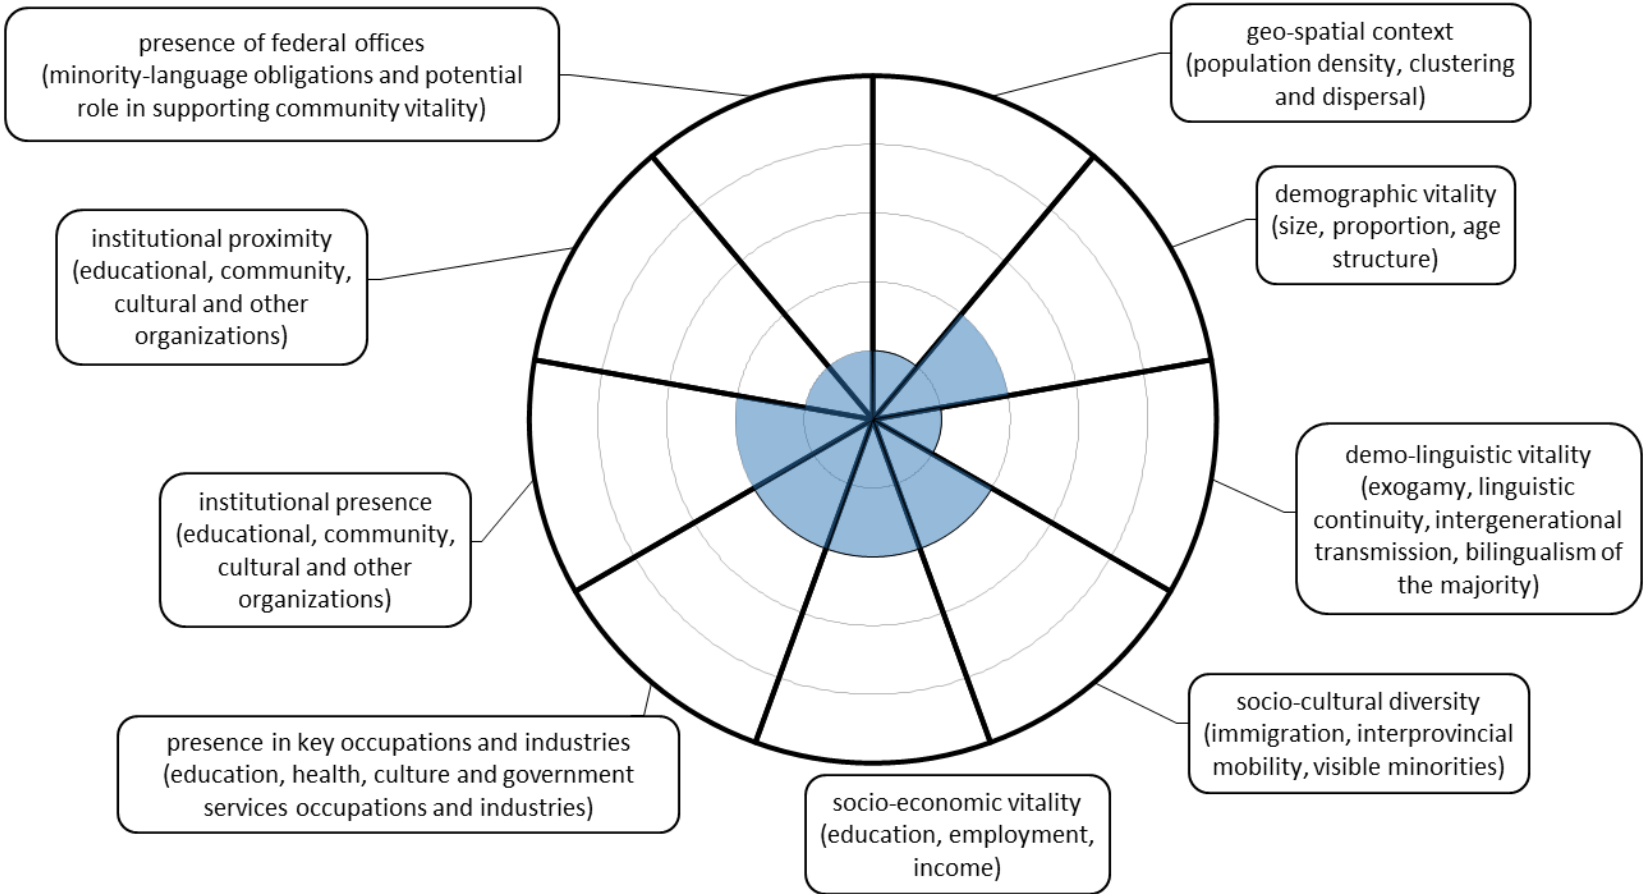 presence of federal offices
(minority-language obligations and potential
role in supporting community vitality)
geo-spatial context
(population density, clustering
and dispersal)
demographic vitality
(size, proportion, age
structure)
institutional proximity
(educational, community,
cultural and other
organizations)
demo-linguistic vitality
(exogamy, linguistic
continuity, intergenerational
transmission, bilingualism of
the majority)
institutional presence
(educational, community,
cultural and other
organizations)
socio-cultural diversity
(immigration, interprovincial
mobility, visible minorities)
presence in key occupations and industries
(education, health, culture and government
services occupations and industries)
socio-economic vitality
(education, employment,
income)